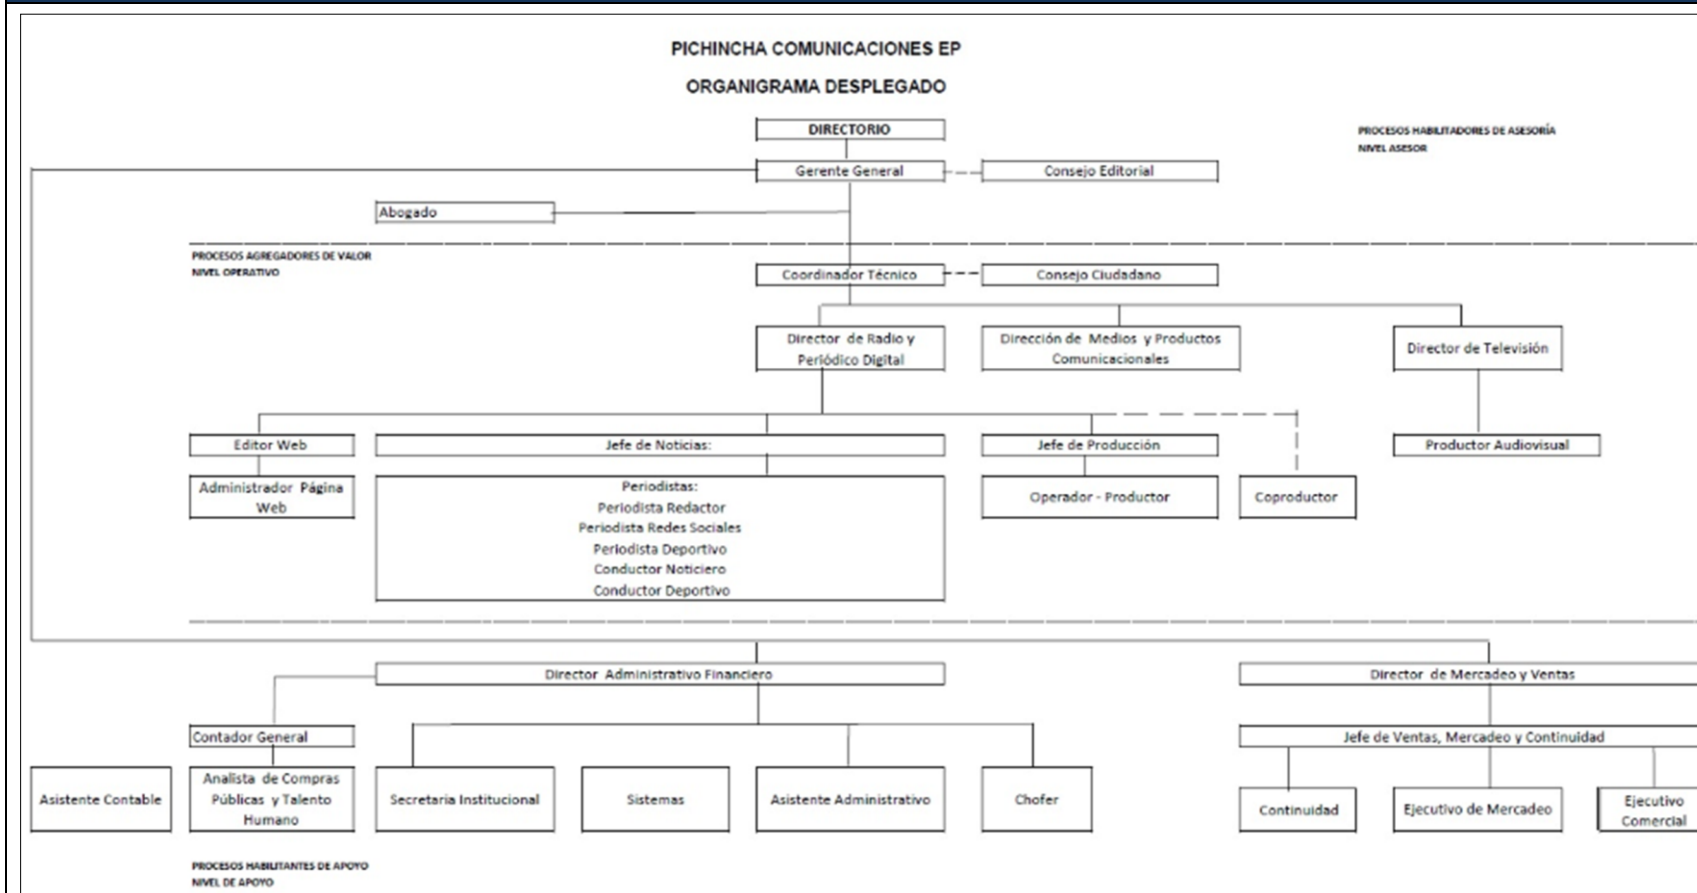 PICHINCHA COMUNICACIONES EP
ORGANIGRAMA DESPLEGADO
DIRECTORIO
PROCESOS HABILITADORES DE ASESORÍA
NIVEL ASESOR
Gerente General
Consejo Editorial
Abogado
PROCESOS AGREGADORES DE VALOR
NIVEL OPERATIVO
Coordinador Técnico
Consejo Ciudadano
Director de Radio y
Periódico Digital
Dirección de Medios y Productos
Comunicacionales
Director de Televisión
Editor Web
Jefe de Noticias:
Jefe de Producción
Productor Audiovisual
Administrador Página
Web
Periodistas:
Periodista Redactor
Periodista Redes Sociales
Periodista Deportivo
Conductor Noticiero
Conductor Deportivo
Operador - Productor
Coproductor
Director Administrativo Financiero
Director de Mercadeo y Ventas
Contador General
Jefe de Ventas, Mercadeo y Continuidad
Asistente Contable
Analista de Compras
Públicas y Talento
Humano
Secretaria Institucional
Sistemas
Asistente Administrativo
Chofer
Continuidad
Ejecutivo de Mercadeo
Ejecutivo
Comercial
PROCESOS HABILITANTES DE APOYO
NIVEL DE APOYO